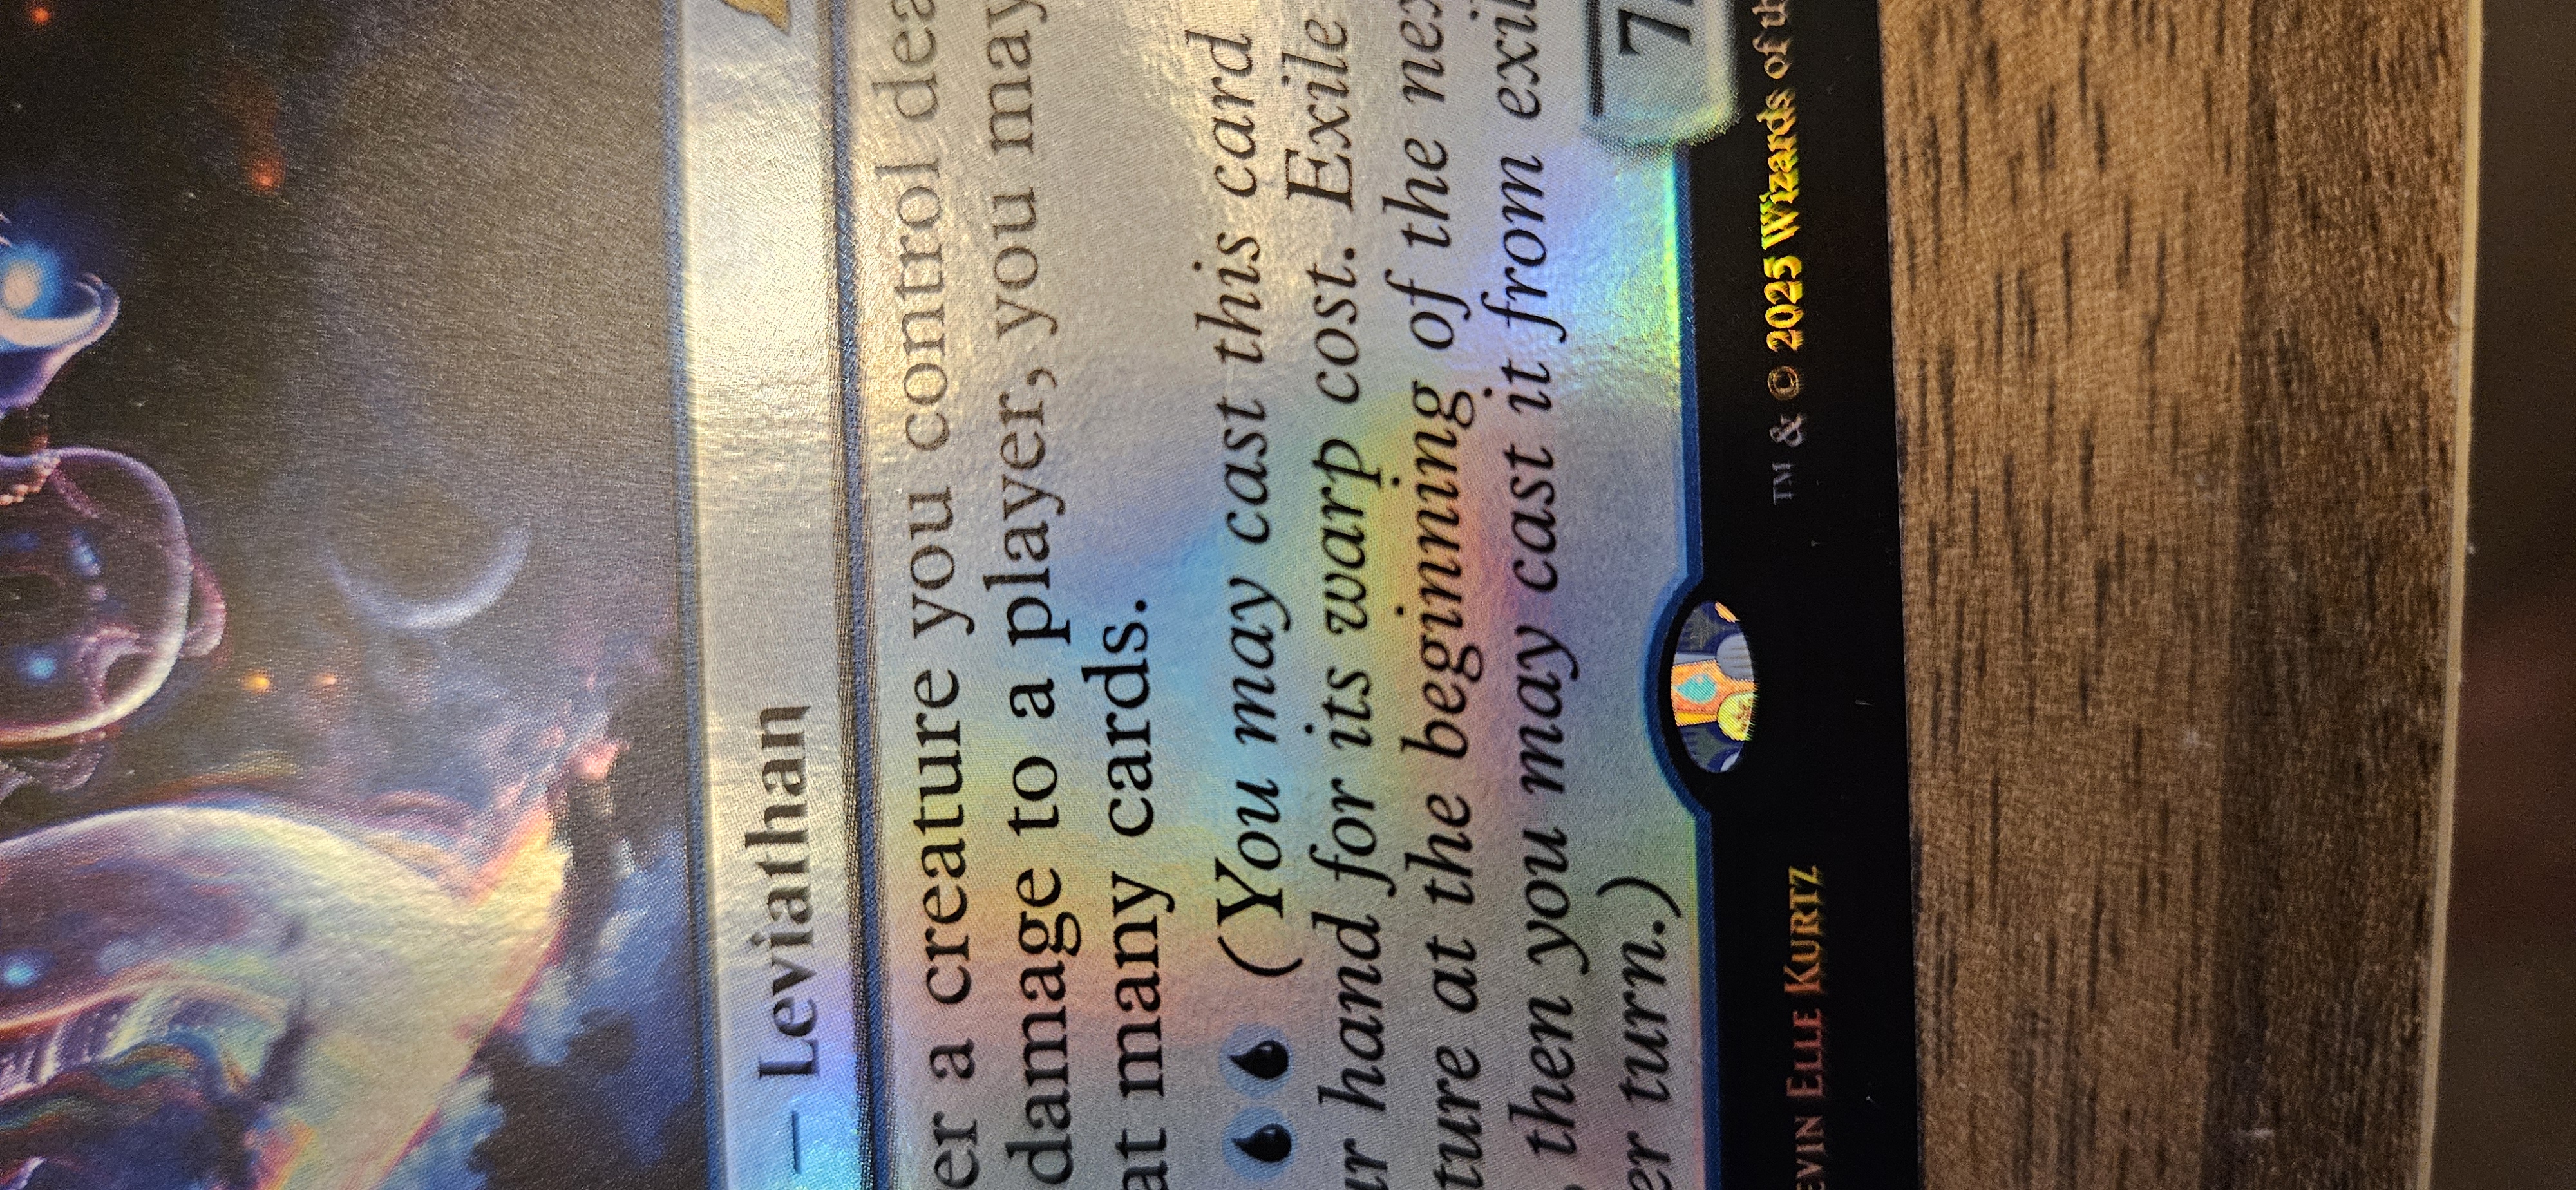 — Leviathan
er a creature you control dea
damage to a player, you may
at many cards.
(You may cast this card
ur hand for its warp cost. Exile
ture at the beginning of the nex
then you may cast it from exil
er turn.)
7
EVIN ELLE KURTZ
™ & © 2025 Wizards of th